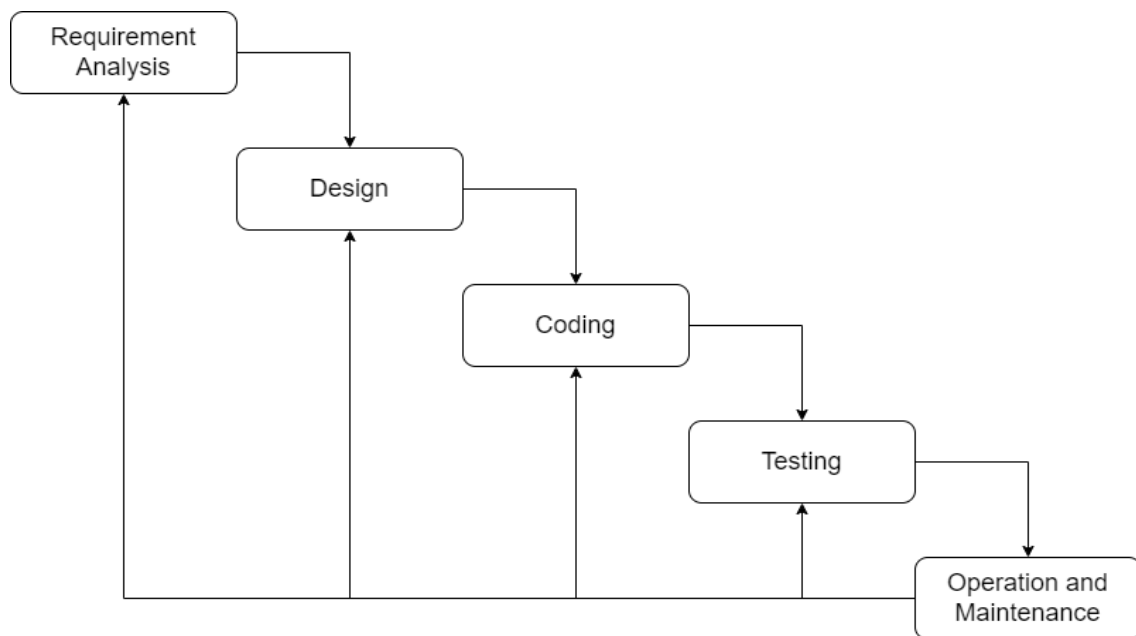 Requirement
Analysis
Design
Coding
Testing
Operation and
Maintenance